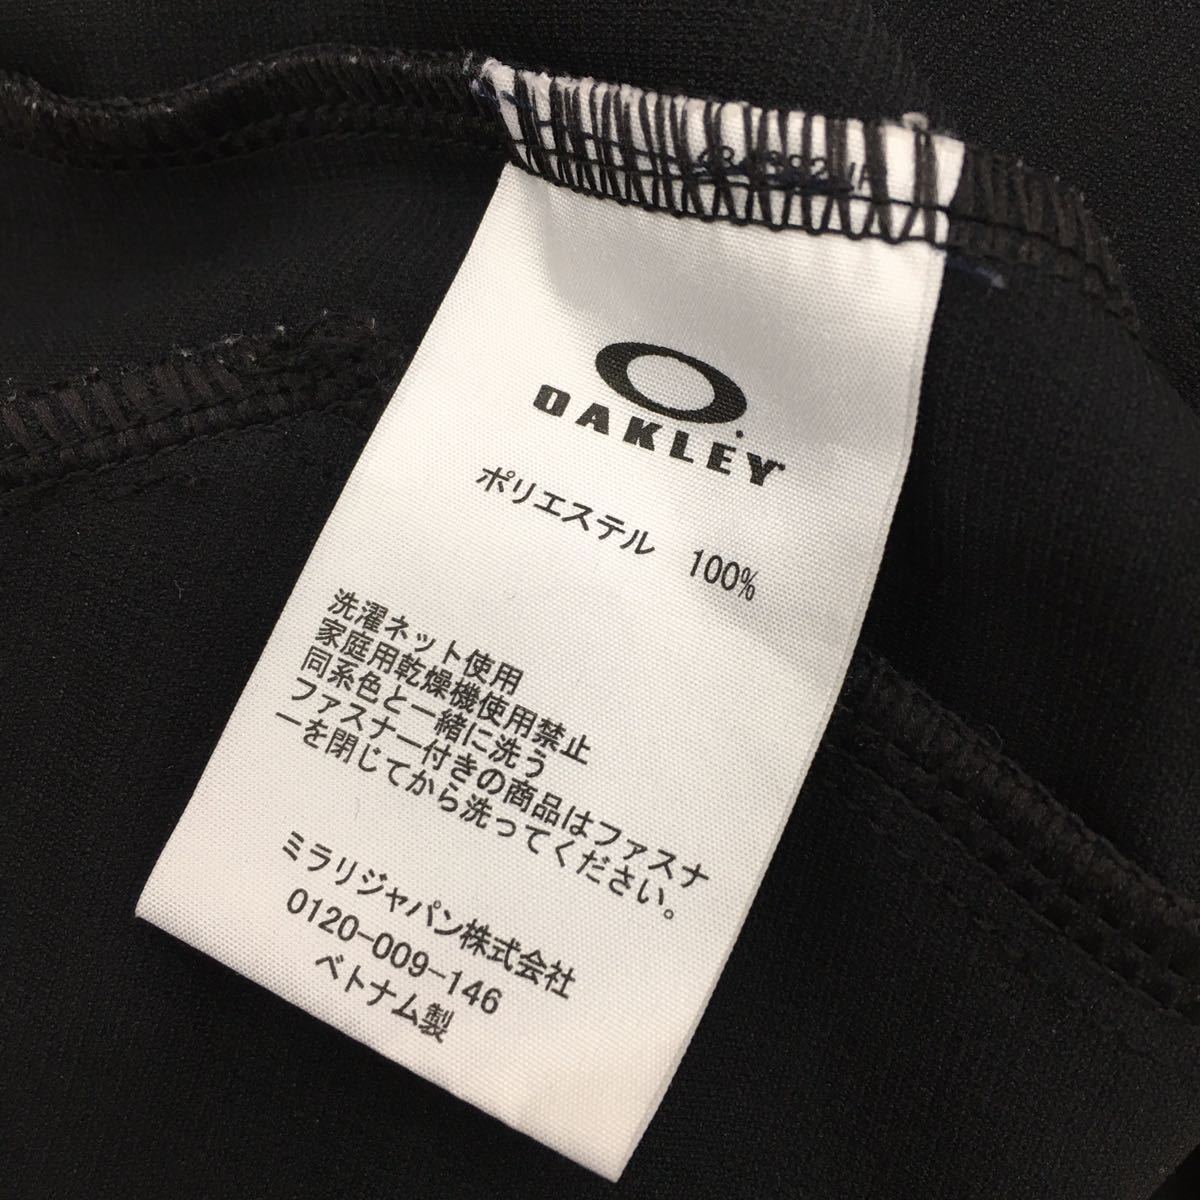 OAKLEY
ポリエステル 100%
洗濯ネット使用
家庭用乾燥機使用禁止
同系色と一緒に洗う
ファスナー付きの商品はファスナ
ーを閉じてから洗ってください。
ミラリジャパン株式会社
0120-009-146
ベトナム製